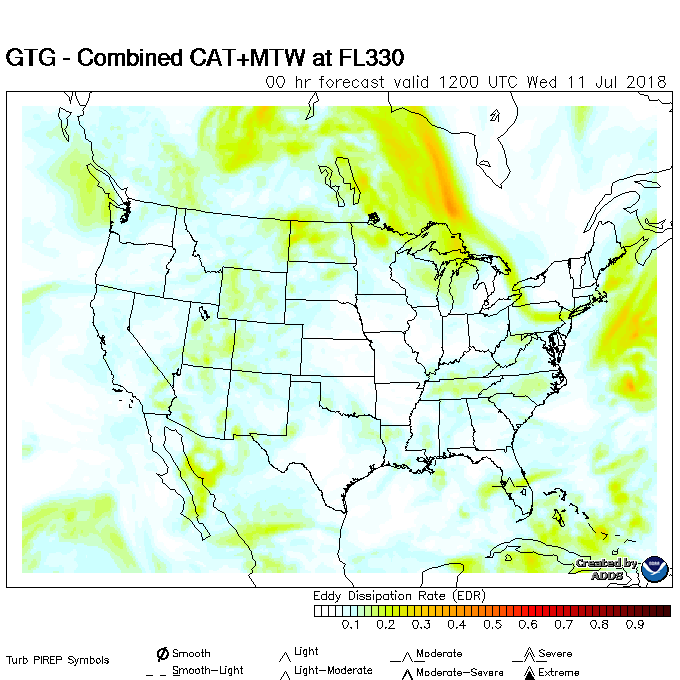 GTG - Combined CAT+MTW at FL330
00 hr forecast valid 1200 UTC Wed 11 Jul 2018
Created by
ADDS
Eddy Dissipation Rate (EDR)
0.1 0.2 0.3 0.4 0.5 0.6 0.7 0.8 0.9
Turb PIREP Symbols
Smooth
Light
Moderate
Severe
Smooth-Light
Light-Moderate
Moderate-Severe
Extreme